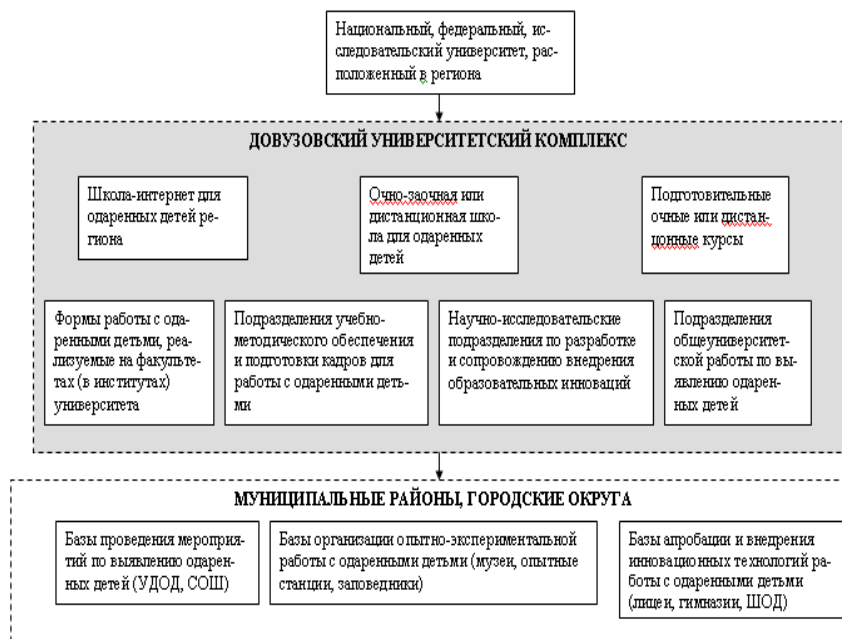 Национальный, федеральный, ис-
следовательский университет, рас-
положенный в региона
ДОВУЗОВСКИЙ УНИВЕРСИТЕТСКИЙ КОМПЛЕКС
Школа-интернет для
одаренных детей ре-
гиона
Очно-заочная или
дистанционная шко-
ла для одаренных
детей
Подготовительные
очные или дистан-
цонные курсы
Формы работы с ода-
ренными детьми, реа-
лизуемые на факульте-
тах (в институтах)
университета
Подразделения учебно-
методического обеспечения
и подготовки кадров для
работы с одаренными деть-
ми
Научно-исследовательские
подразделения по разработке
и сопровождению внедрения
образовательных инноваций
Подразделения
общеуниверситет-
ской работы по вы-
явлению одарен-
ных детей
МУНИЦИПАЛЬНЫЕ РАЙОНЫ, ГОРОДСКИЕ ОКРУГА
Базы проведения мероприя-
тий по выявлению одарен-
ных детей (УДОД, СОШ)
Базы организации опытно-экспериментальной
работы с одаренными детьми (музеи, опытные
станции, заповедники)
Базы апробации и внедрения
инновационных технологий ра-
боты с одаренными детьми
(лицеи, гимназии, ШОД)